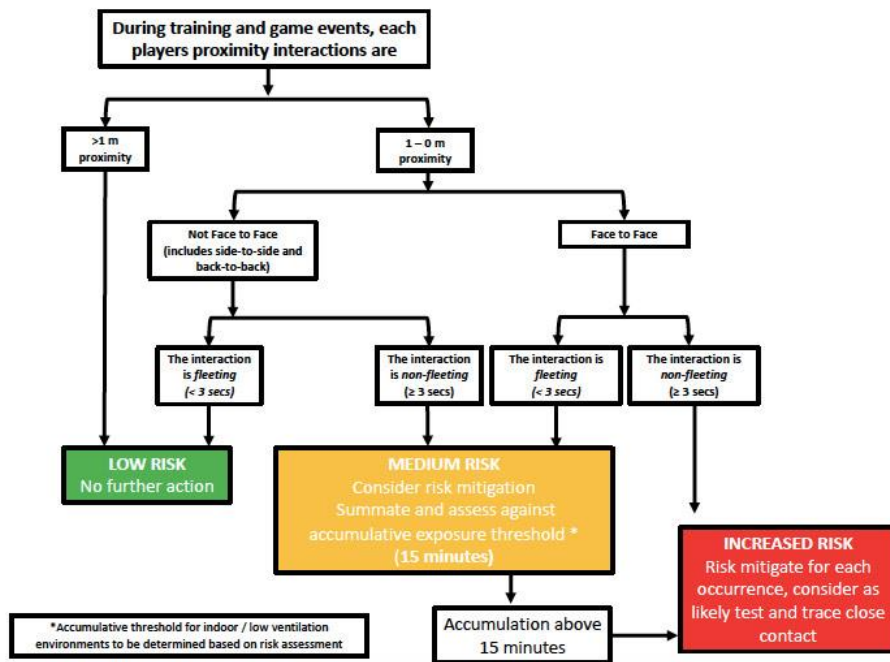 During training and game events, each
players proximity interactions are
>1 m
proximity
1 – 0 m
proximity
Not Face to Face
(includes side-to-side and
back-to-back)
Face to Face
The interaction
is fleeting
(< 3 secs)
The interaction
is non-fleeting
(≥ 3 secs)
The interaction is
fleeting
(< 3 secs)
The interaction is
non-fleeting
(≥ 3 secs)
LOW RISK
No further action
MEDIUM RISK
Consider risk mitigation
Summate and assess against
accumulative exposure threshold *
(15 minutes)
INCREASED RISK
Risk mitigate for each
occurrence, consider as
likely test and trace close
contact
Accumulation above
15 minutes
*Accumulative threshold for indoor / low ventilation
environments to be determined based on risk assessment